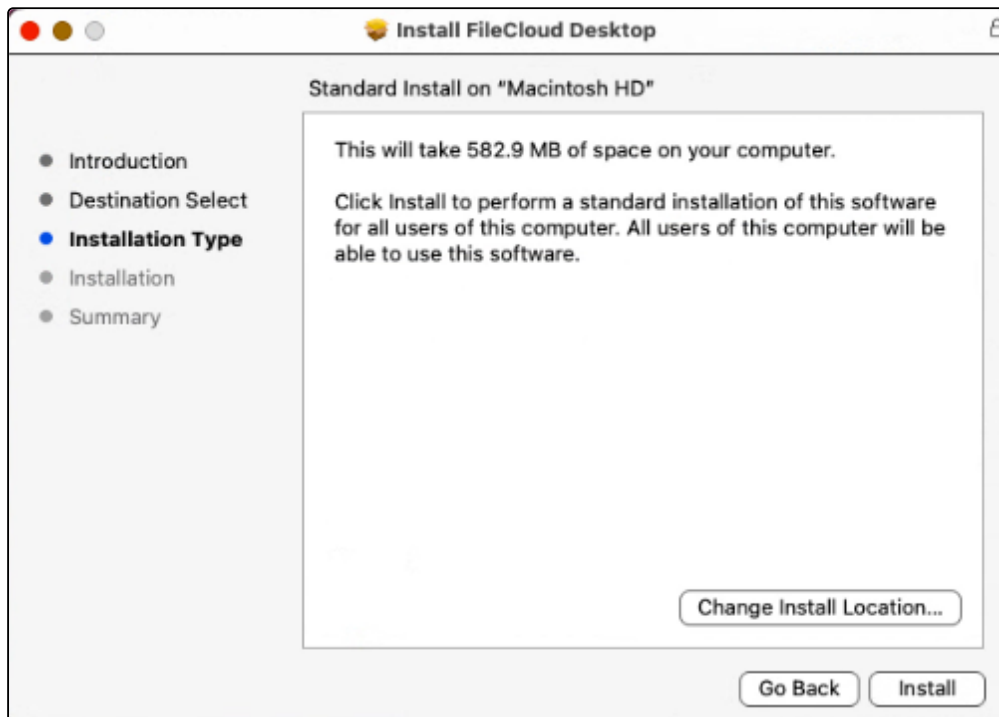 Install FileCloud Desktop
Standard Install on “Macintosh HD”
Introduction
Destination Select
Installation Type
Installation
Summary
This will take 582.9 MB of space on your computer.
Click Install to perform a standard installation of this software
for all users of this computer. All users of this computer will be
able to use this software.
Change Install Location...
Go Back
Install